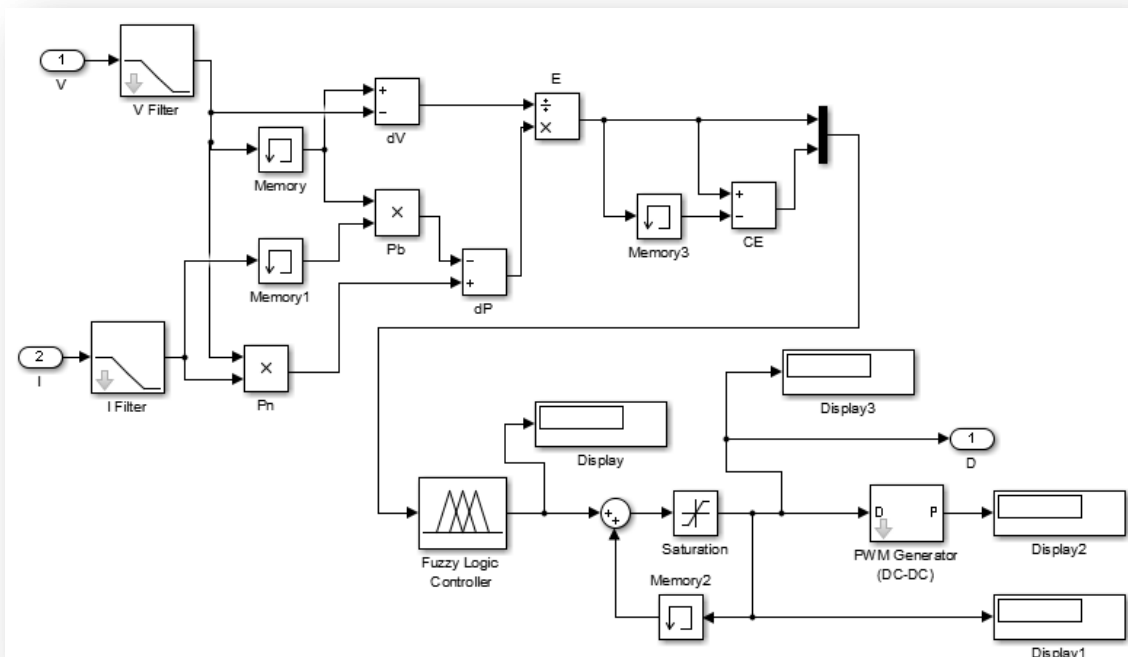 1
V
V Filter
+
−
dV
E
÷
×
Memory
×
Pb
+
−
CE
Memory3
Memory1
−
+
dP
2
I
I Filter
×
Pn
Display3
Display
1
D
Fuzzy Logic
Controller
+
+
Saturation
D P
PWM Generator
(DC-DC)
Display2
Memory2
Display1